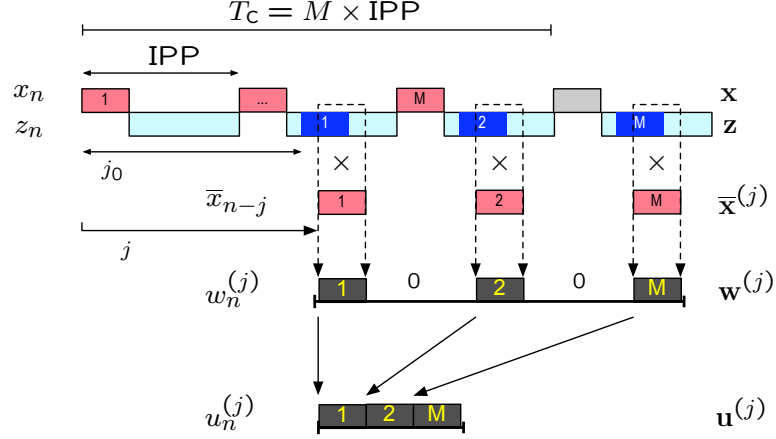 T_C = M × IPP
IPP
x_n 1 ... M 𝐱
z_n 1 2 M 𝐳
j_0 × × ×
x̅_{n−j} 1 2 M 𝐱̅^{(j)}
j
w_n^{(j)} 1 0 2 0 M 𝐰^{(j)}
u_n^{(j)} 1 2 M 𝐮^{(j)}